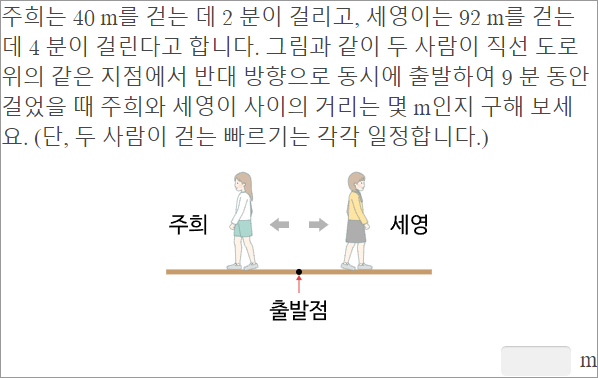 주희는 40 m를 걷는 데 2 분이 걸리고, 세영이는 92 m를 걷는
데 4 분이 걸린다고 합니다. 그림과 같이 두 사람이 직선 도로
위의 같은 지점에서 반대 방향으로 동시에 출발하여 9 분 동안
걸었을 때 주희와 세영이 사이의 거리는 몇 m인지 구해 보세
요. (단, 두 사람이 걷는 빠르기는 각각 일정합니다.)
주희 세영
출발점
m